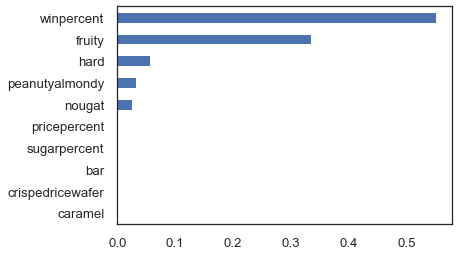 winpercent
fruity
hard
peanutyalmondy
nougat
pricepercent
sugarpercent
bar
crispedricewafer
caramel
0.0 0.1 0.2 0.3 0.4 0.5